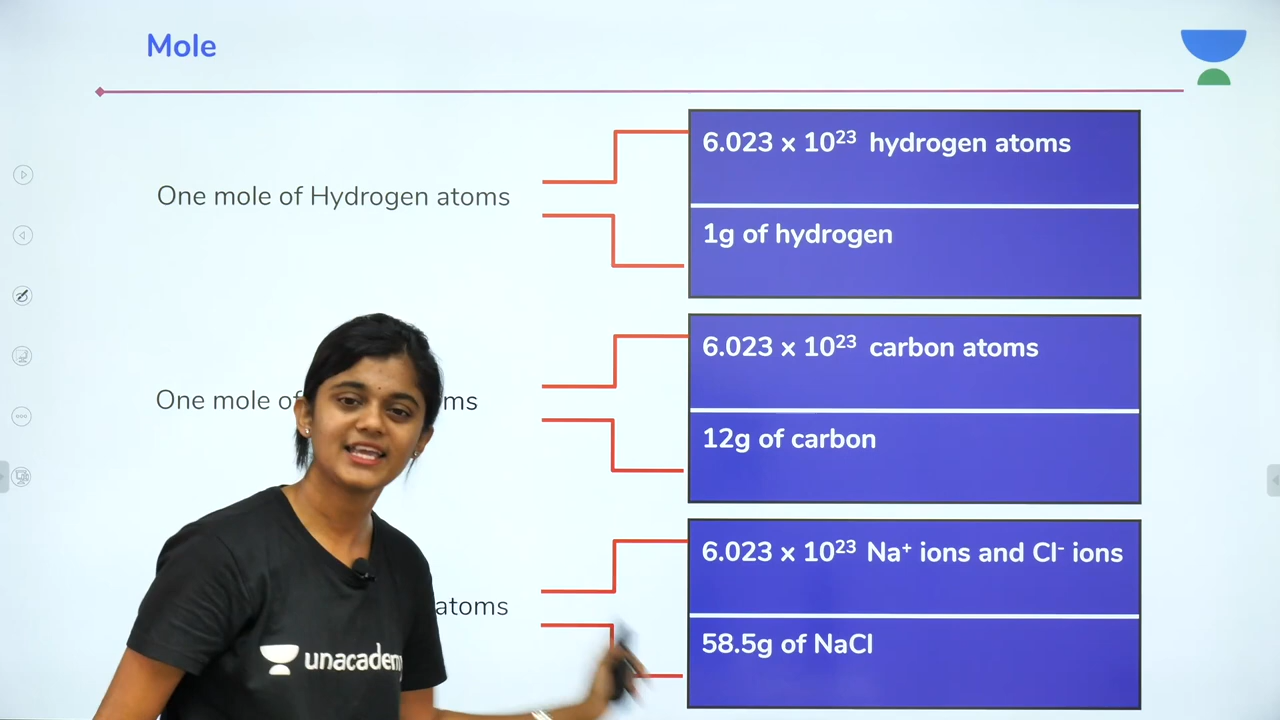 Mole
One mole of Hydrogen atoms
6.023 x 10²³ hydrogen atoms
1g of hydrogen
One mole of
6.023 x 10²³ carbon atoms
12g of carbon
atoms
6.023 x 10²³ Na⁺ ions and Cl⁻ ions
58.5g of NaCl
unacademy